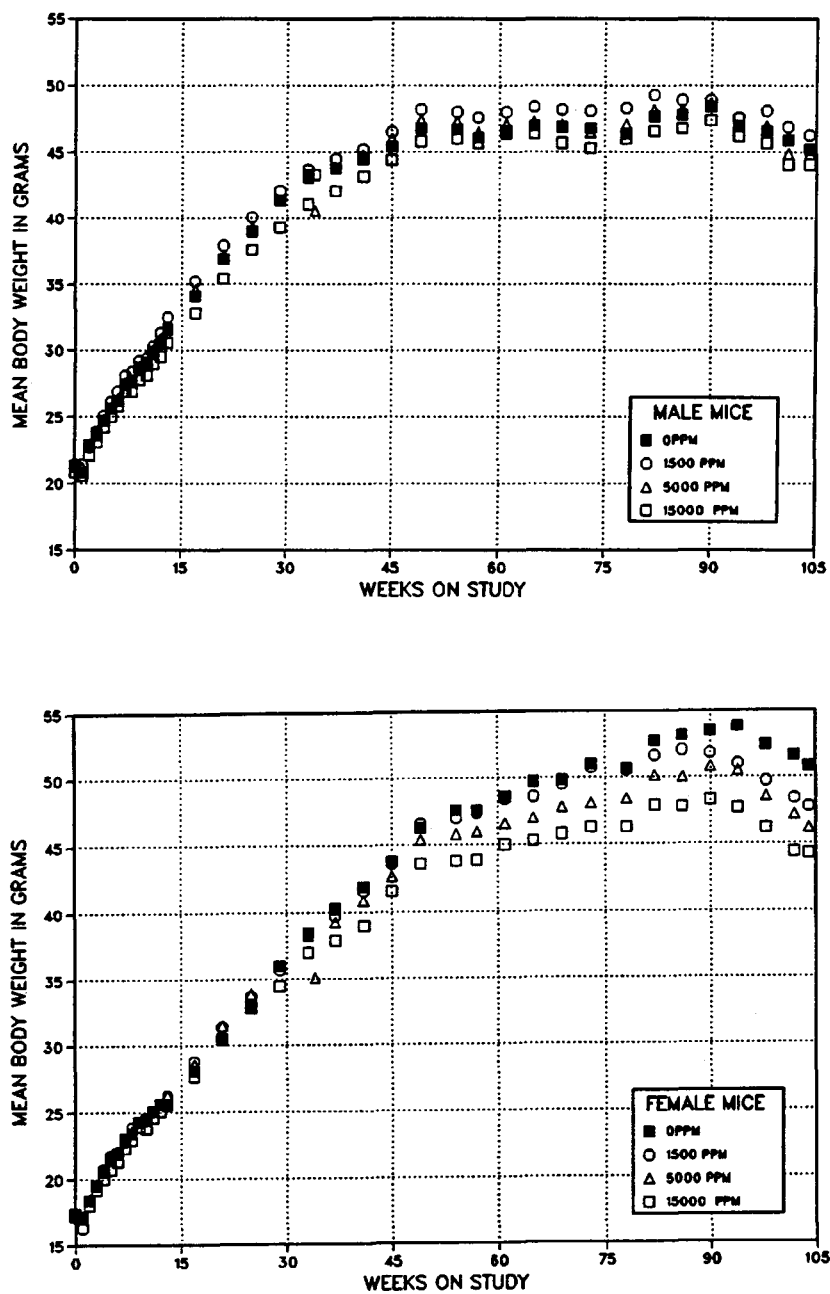 55
50
45
40
35
30
25
20
15
MEAN BODY WEIGHT IN GRAMS
MALE MICE
0PPM
1500 PPM
5000 PPM
15000 PPM
0 15 30 45 60 75 90 105
WEEKS ON STUDY
55
50
45
40
35
30
25
20
15
MEAN BODY WEIGHT IN GRAMS
FEMALE MICE
0PPM
1500 PPM
5000 PPM
15000 PPM
0 15 30 45 60 75 90 105
WEEKS ON STUDY